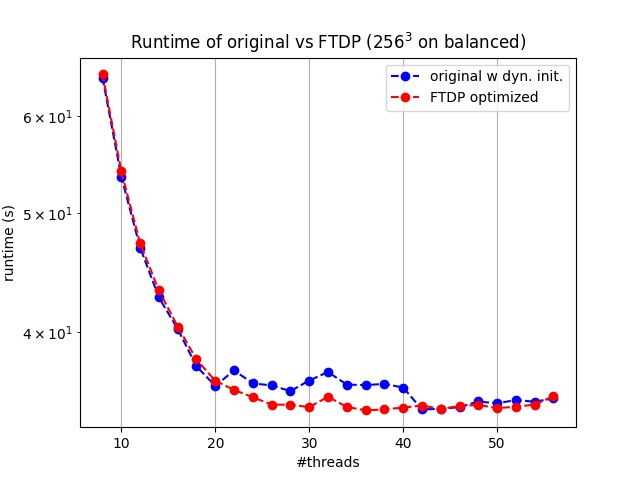 Runtime of original vs FTDP (256³ on balanced)
original w dyn. init.
FTDP optimized
runtime (s)
6 × 10¹
5 × 10¹
4 × 10¹
10 20 30 40 50
#threads